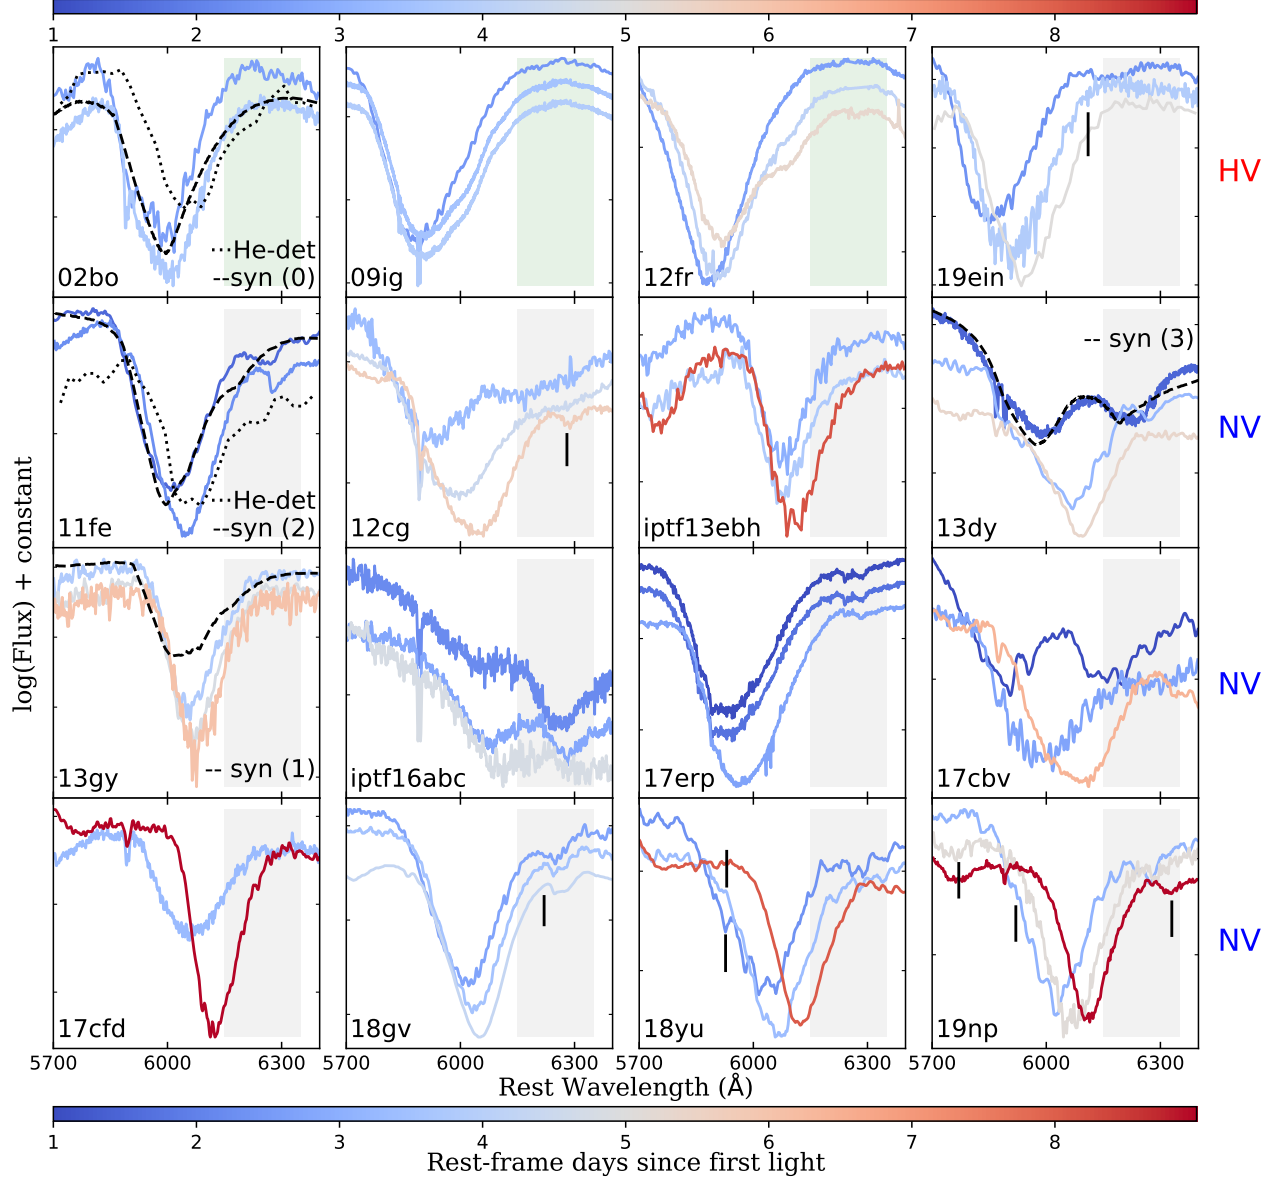 1 2 3 4 5 6 7 8
02bo
···He-det
--syn (0)
09ig
12fr
19ein
HV
11fe
···He-det
--syn (2)
12cg
iptf13ebh
-- syn (3)
13dy
NV
13gy
-- syn (1)
iptf16abc
17erp
17cbv
NV
17cfd
18gv
18yu
19np
NV
log(Flux) + constant
5700 6000 6300 5700 6000 6300 5700 6000 6300 5700 6000 6300
Rest Wavelength (Å)
1 2 3 4 5 6 7 8
Rest-frame days since first light